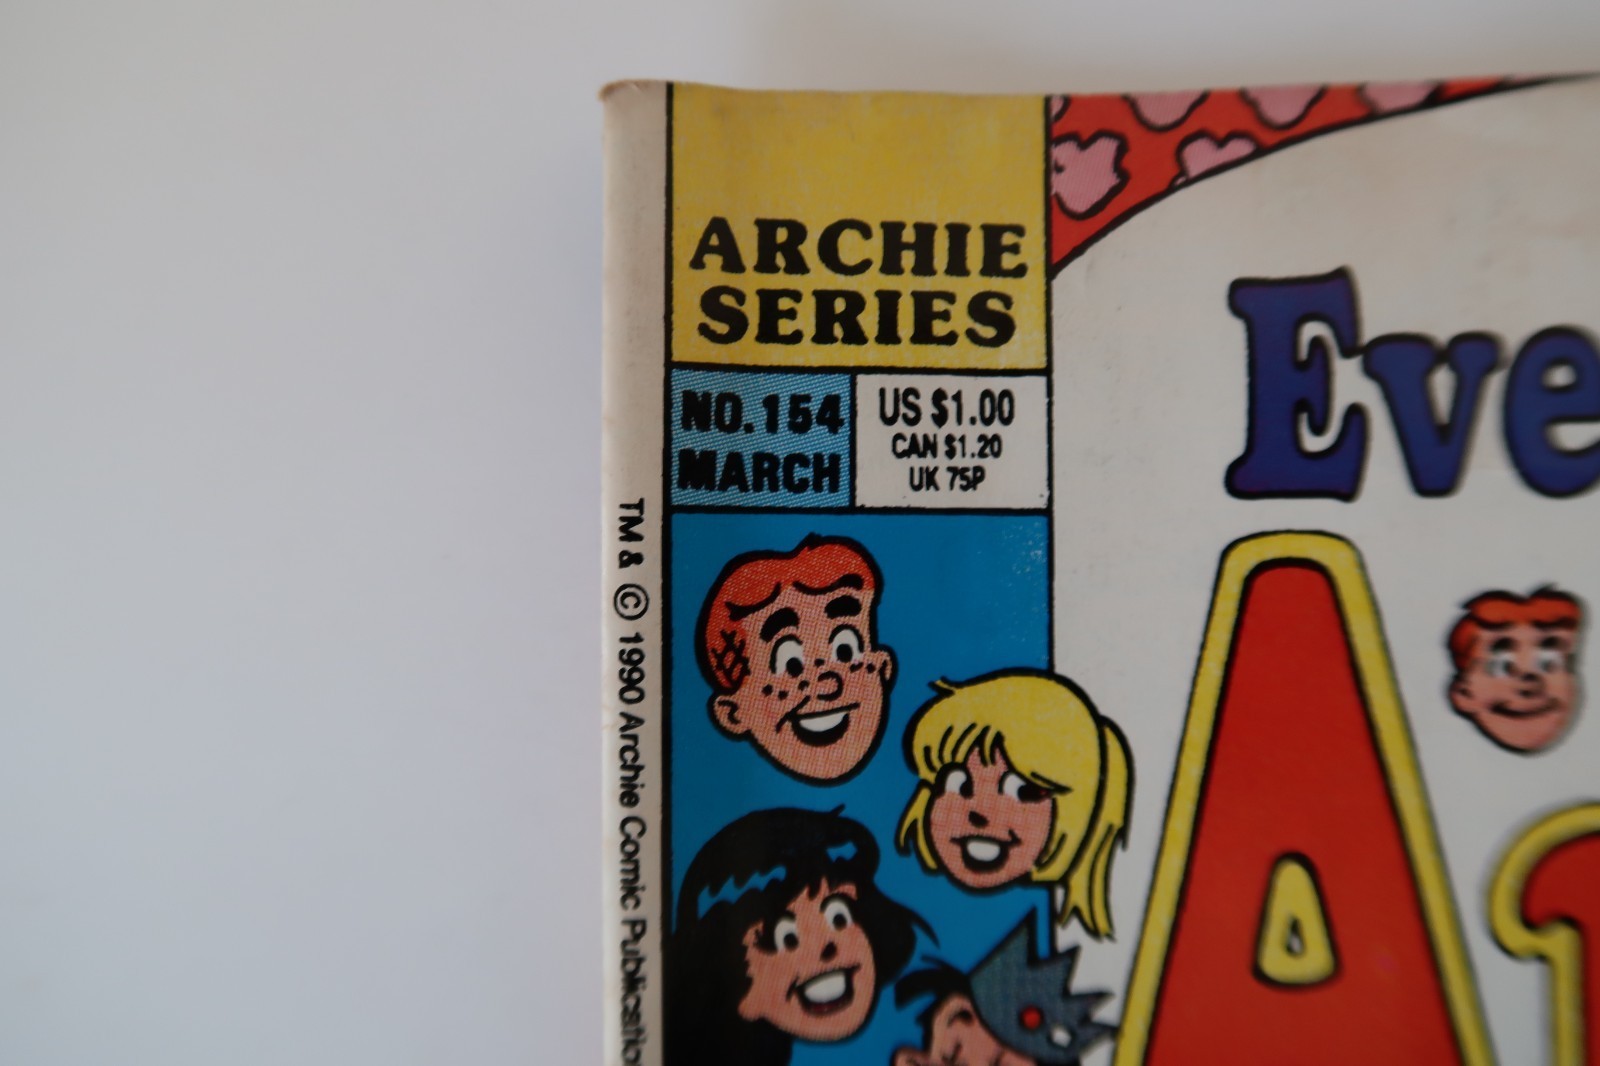 ARCHIE
SERIES
NO.154
MARCH
US $1.00
CAN $1.20
UK 75P
TM & © 1990 Archie Comic Publicatio
Eve
A